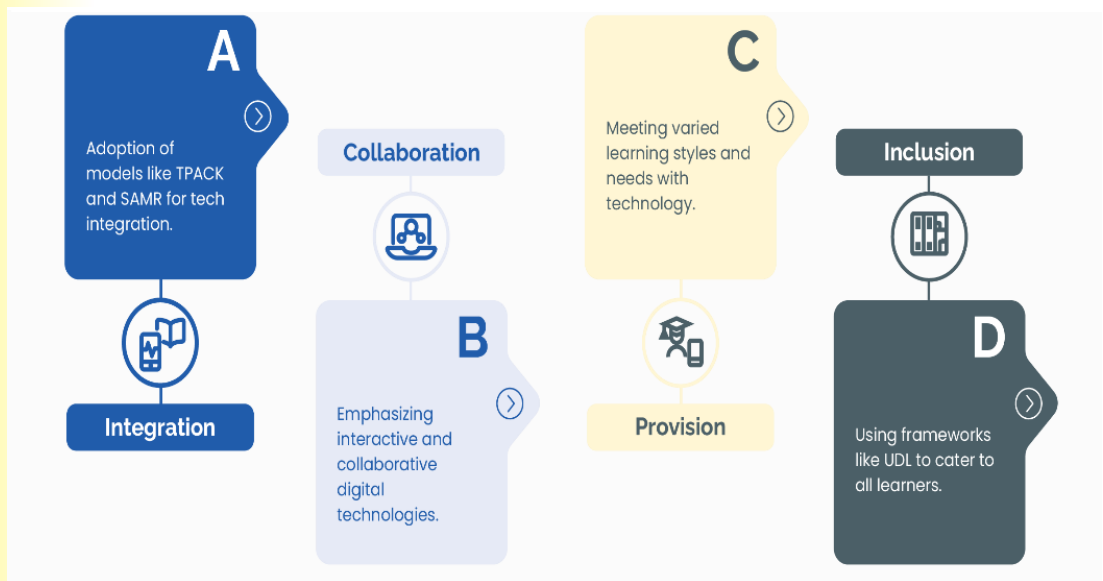 A
Adoption of
models like TPACK
and SAMR for tech
integration.
Integration
Collaboration
B
Emphasizing
interactive and
collaborative
digital
technologies.
C
Meeting varied
learning styles and
needs with
technology.
Provision
Inclusion
D
Using frameworks
like UDL to cater to
all learners.